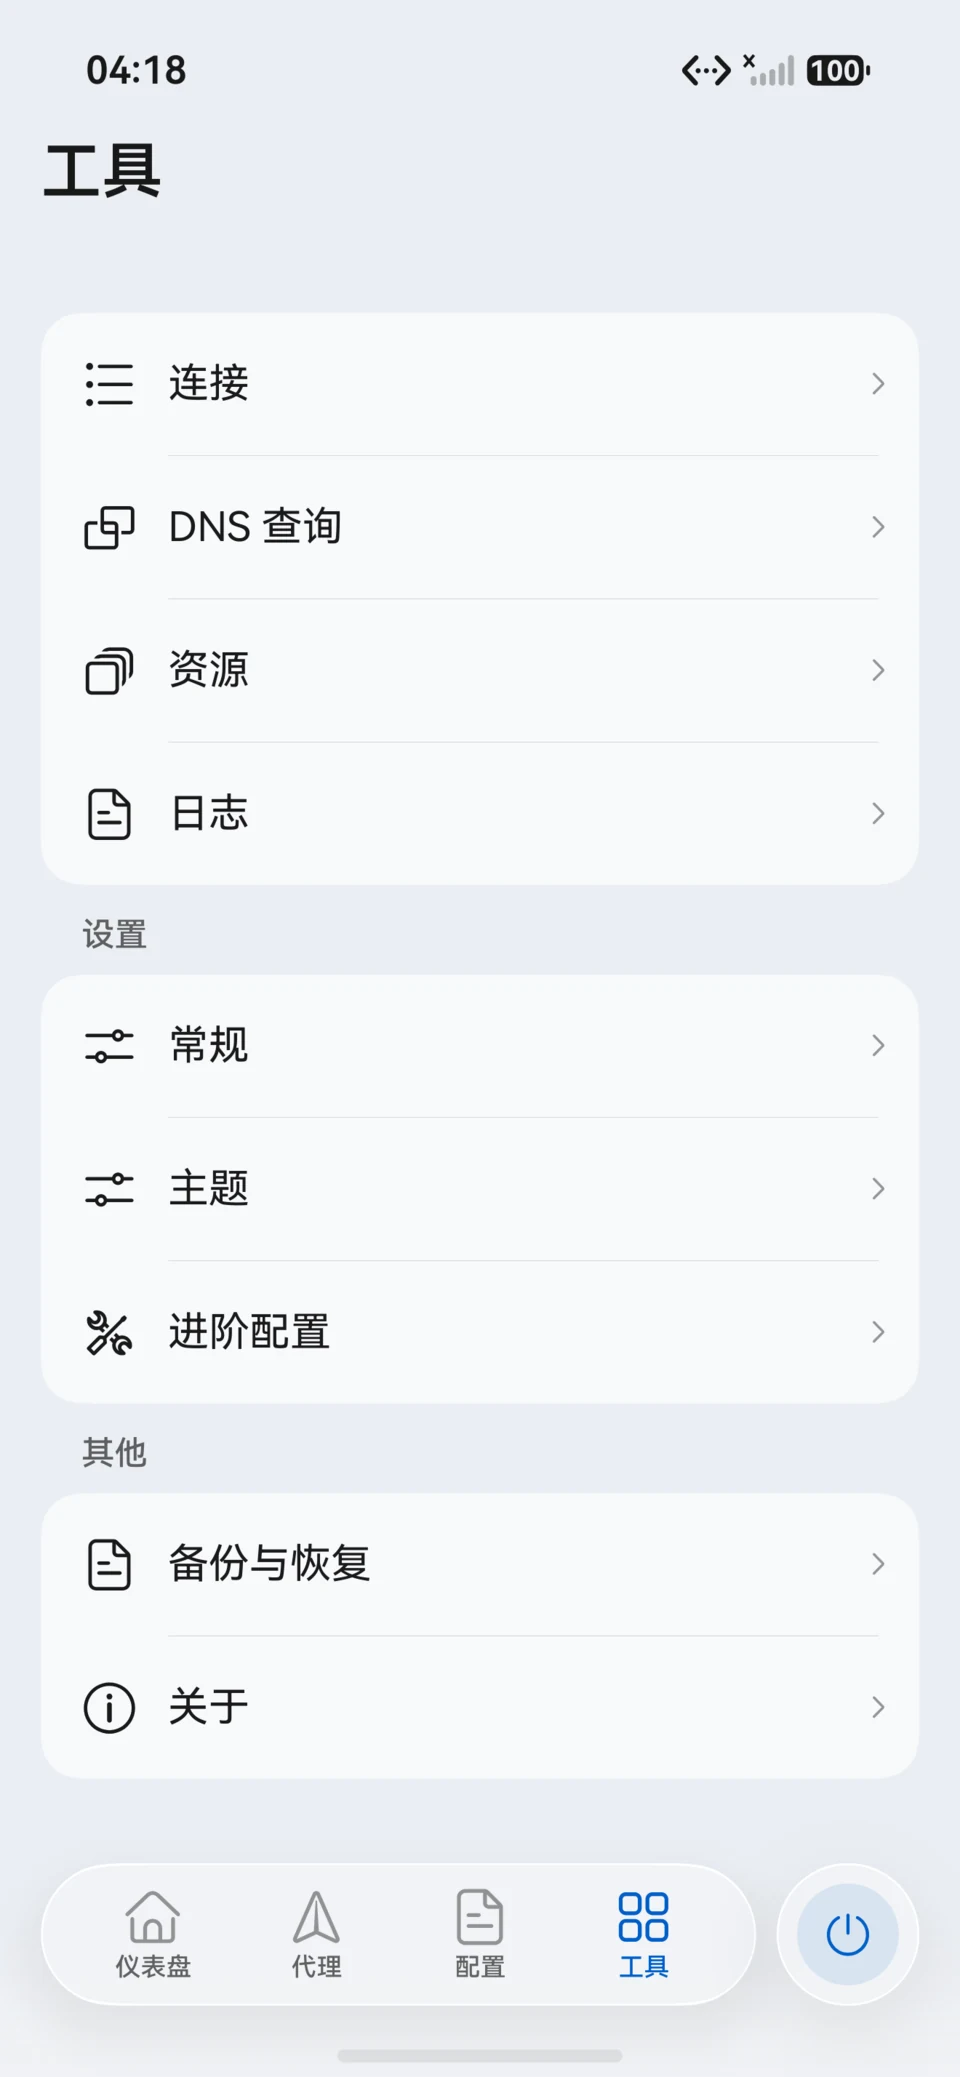 04:18
100
工具
连接
DNS 查询
资源
日志
设置
常规
主题
进阶配置
其他
备份与恢复
关于
仪表盘
代理
配置
工具